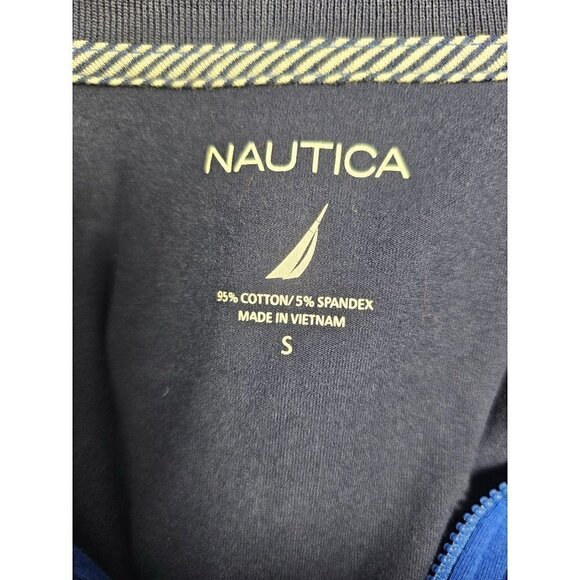 NAUTICA
95% COTTON/ 5% SPANDEX
MADE IN VIETNAM
S